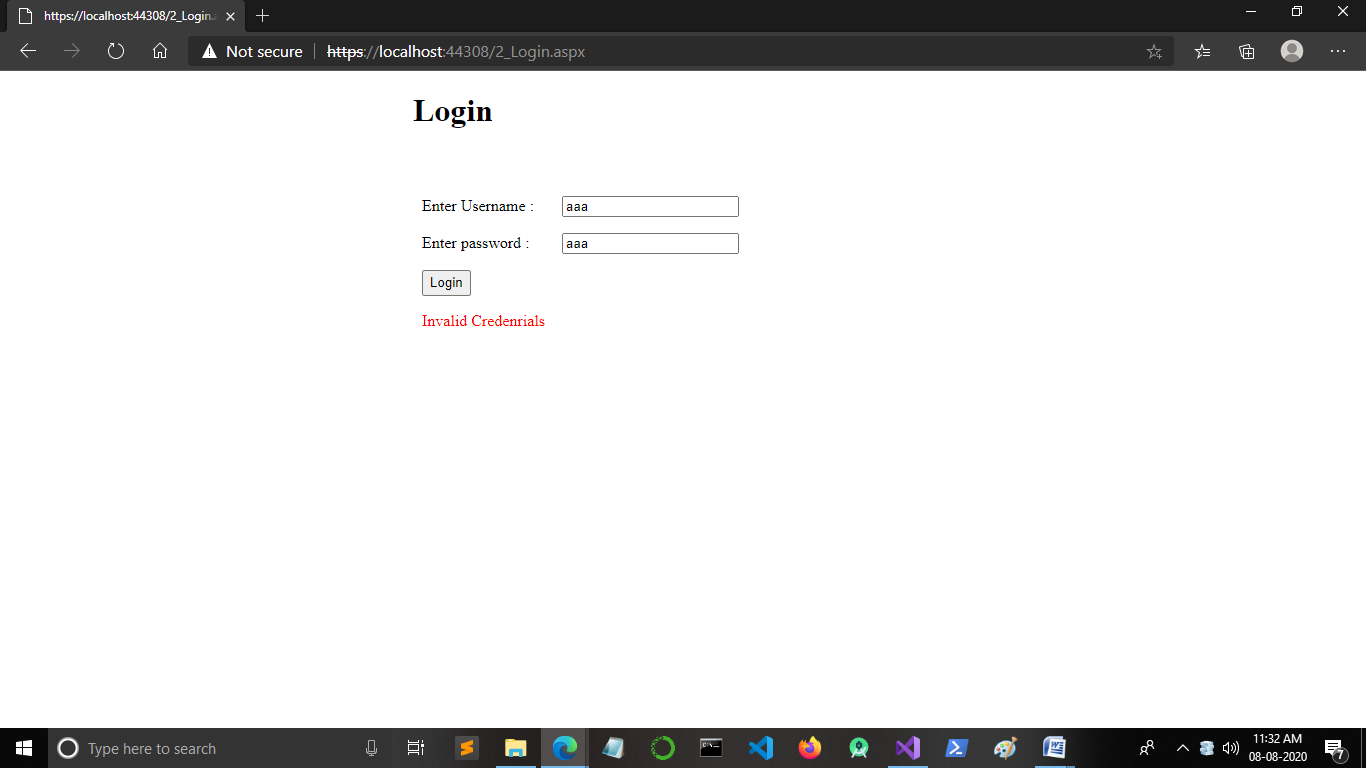 https://localhost:44308/2_Login.a
Not secure
https://localhost:44308/2_Login.aspx
Login
Enter Username :
aaa
Enter password :
aaa
Login
Invalid Credenrials
Type here to search
11:32 AM
08-08-2020
7